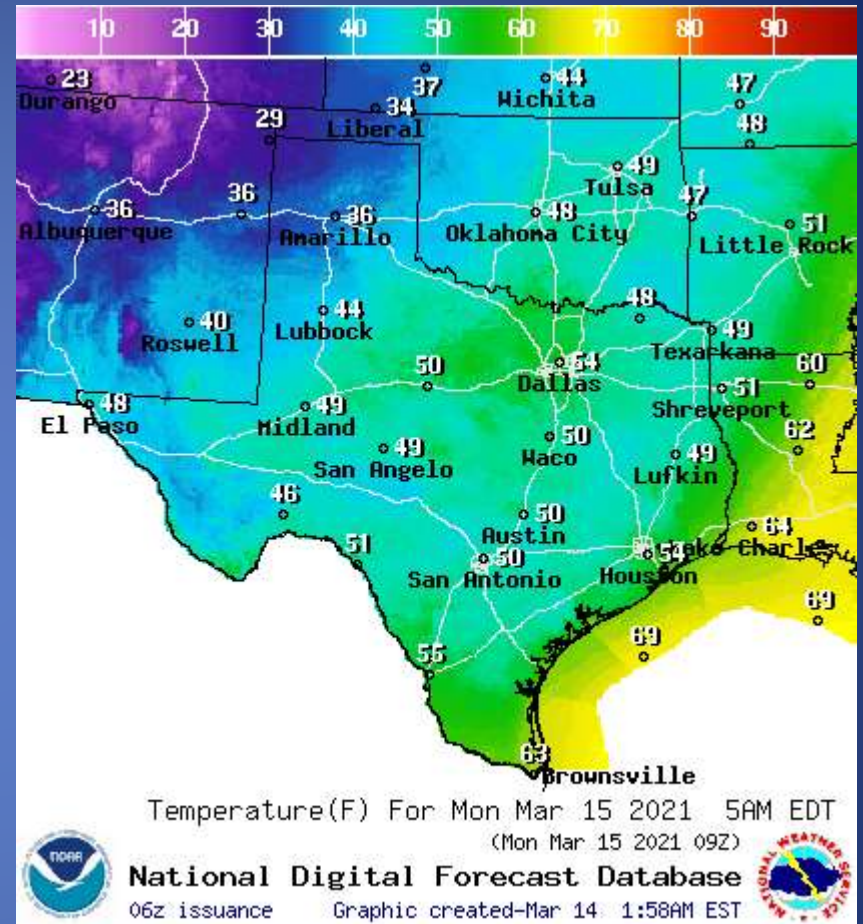 10 20 30 40 50 60 70 80 90
23
Durango
37
44
Wichita
47
34
Liberal
29
48
49
Tulsa
36
Albuquerque
36
36
Amarillo
48
Oklahoma City
47
51
Little Rock
40
Roswell
44
Lubbock
48
49
Texarkana
54
Dallas
50
51
Shreveport
60
48
El Paso
49
Midland
49
San Angelo
50
Waco
49
Lufkin
62
46
50
Austin
64
Lake Charles
51
50
San Antonio
54
Houston
69
69
55
63
Brownsville
Temperature(F) For Mon Mar 15 2021 5AM EDT
(Mon Mar 15 2021 09Z)
NOAA
National Digital Forecast Database
06z issuance Graphic created-Mar 14 1:58AM EST
NATIONAL WEATHER SERVICE